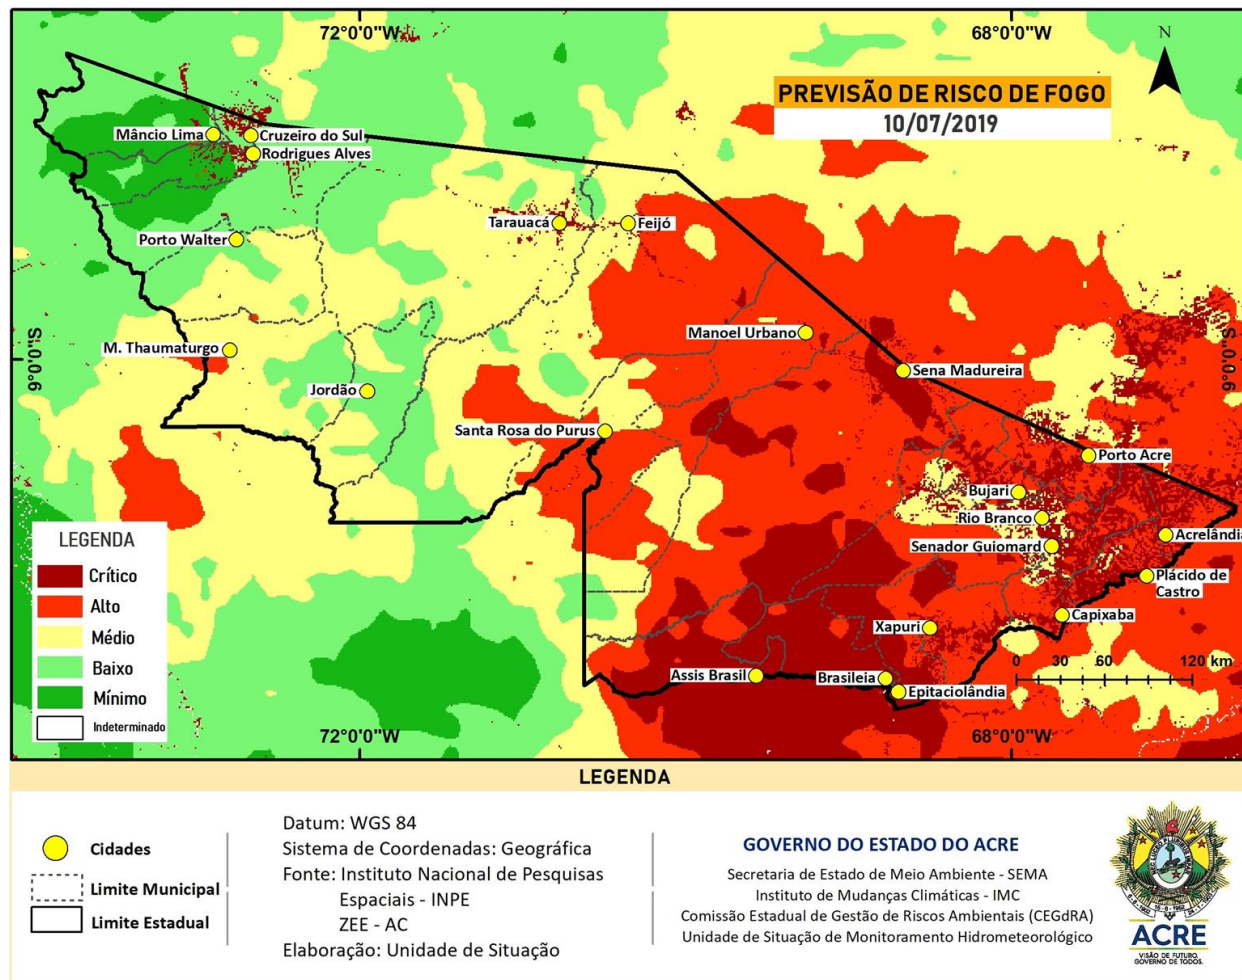 72°0'0"W
68°0'0"W
N
PREVISÃO DE RISCO DE FOGO
10/07/2019
Mâncio Lima
Cruzeiro do Sul
Rodrigues Alves
Tarauacá
Feijó
Porto Walter
Manoel Urbano
9°0'0"S
9°0'0"S
M. Thaumaturgo
Sena Madureira
Jordão
Santa Rosa do Purus
Porto Acre
Bujari
Rio Branco
Acrelândia
Senador Guiomard
Plácido de
Castro
Capixaba
Xapuri
Assis Brasil
Brasileia
Epitaciolândia
0 30 60 120 km
72°0'0"W
68°0'0"W
LEGENDA
Crítico
Alto
Médio
Baixo
Mínimo
Indeterminado
LEGENDA
Cidades
Limite Municipal
Limite Estadual
Datum: WGS 84
Sistema de Coordenadas: Geográfica
Fonte: Instituto Nacional de Pesquisas
Espaciais - INPE
ZEE - AC
Elaboração: Unidade de Situação
GOVERNO DO ESTADO DO ACRE
Secretaria de Estado de Meio Ambiente - SEMA
Instituto de Mudanças Climáticas - IMC
Comissão Estadual de Gestão de Riscos Ambientais (CEGdRA)
Unidade de Situação de Monitoramento Hidrometeorológico
ACRE
VISÃO DE FUTURO.
GOVERNO DE TODOS.